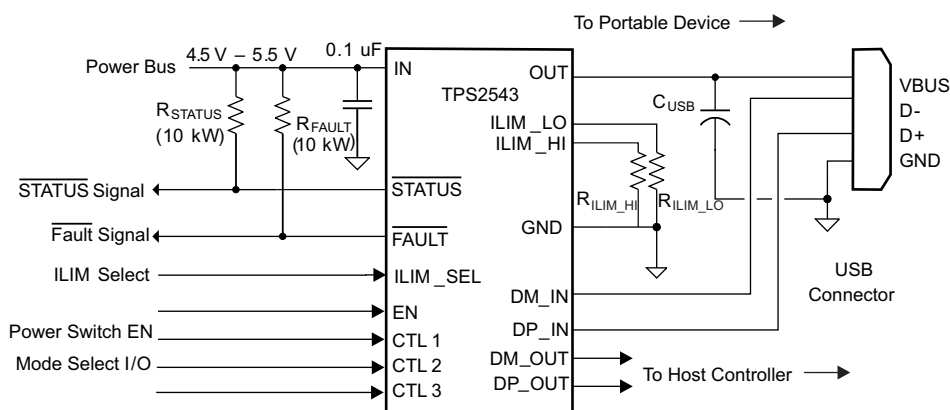 To Portable Device
4.5 V – 5.5 V
0.1 uF
Power Bus
IN
OUT
TPS2543
VBUS
D-
D+
GND
RSTATUS
(10 kW)
RFAULT
(10 kW)
CUSB
ILIM_LO
ILIM_HI
STATUS Signal
STATUS
RILIM_HI
RILIM_LO
Fault Signal
FAULT
GND
ILIM Select
ILIM_SEL
USB
Connector
EN
DM_IN
Power Switch EN
CTL 1
DP_IN
Mode Select I/O
CTL 2
DM_OUT
To Host Controller
CTL 3
DP_OUT